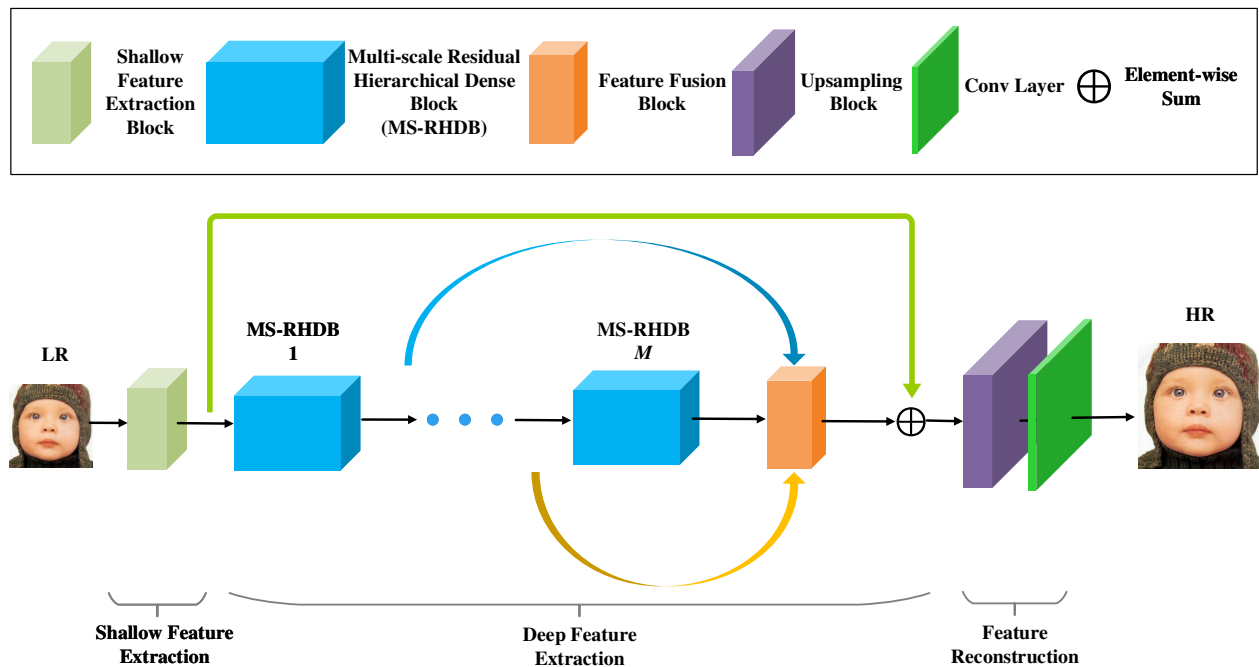 Shallow
Feature
Extraction
Block
Multi-scale Residual
Hierarchical Dense
Block
(MS-RHDB)
Feature Fusion
Block
Upsampling
Block
Conv Layer
Element-wise
Sum
LR
MS-RHDB
1
MS-RHDB
M
HR
Shallow Feature
Extraction
Deep Feature
Extraction
Feature
Reconstruction